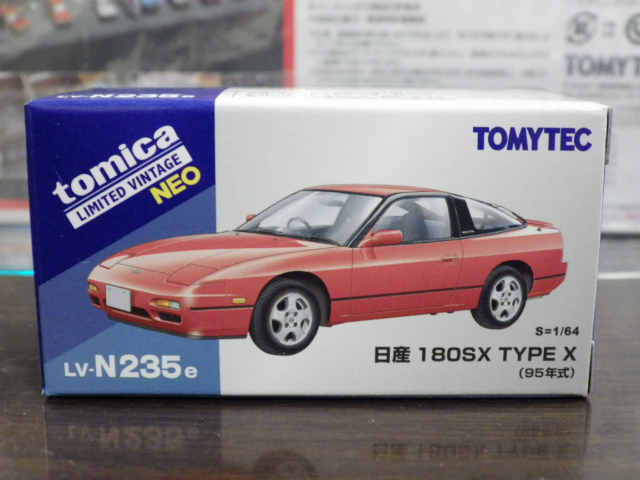 LV-N235e
TOMYTEC
tomica
LIMITED VINTAGE
NEO
S=1/64
LV-N235e
日産 180SX TYPE X
(95年式)
TOMYTE